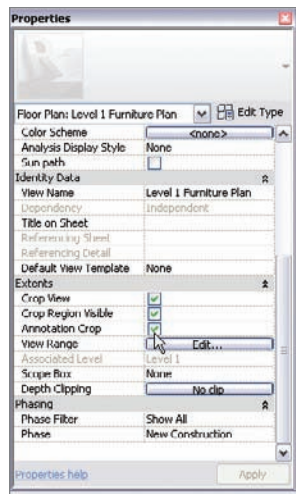 Properties
Floor Plan: Level 1 Furniture Plan Edit Type
Color Scheme <none>
Analysis Display Style None
Sun path
Identity Data
View Name Level 1 Furniture Plan
Dependency Independent
Title on Sheet
Referencing Sheet
Referencing Detail
Default View Template None
Extents
Crop View
Crop Region Visible
Annotation Crop
View Range Edit...
Associated Level Level 1
Scope Box None
Depth Clipping No clip
Phasing
Phase Filter Show All
Phase New Construction
Properties help Apply